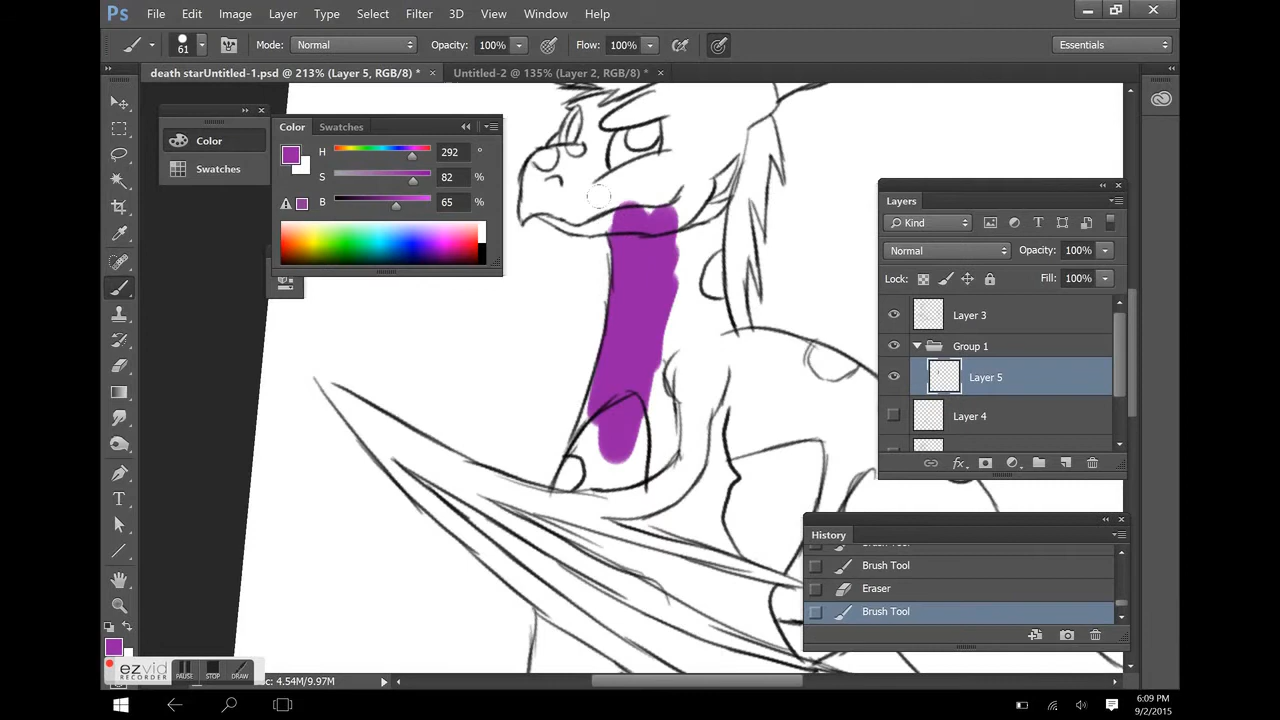 Ps File Edit Image Layer Type Select Filter 3D View Window Help
61 Mode: Normal Opacity: 100% Flow: 100% Essentials
death starUntitled-1.psd @ 213% (Layer 5, RGB/8) * × Untitled-2 @ 135% (Layer 2, RGB/8) * ×
Color
Swatches
Color Swatches
H 292 °
S 82 %
B 65 %
Layers
Kind
Normal Opacity: 100%
Lock: Fill: 100%
Layer 3
Group 1
Layer 5
Layer 4
fx
History
Brush Tool
Brush Tool
Eraser
Brush Tool
ezvid
RECORDER
PAUSE STOP DRAW
c: 4.54M/9.97M
6:09 PM
9/2/2015